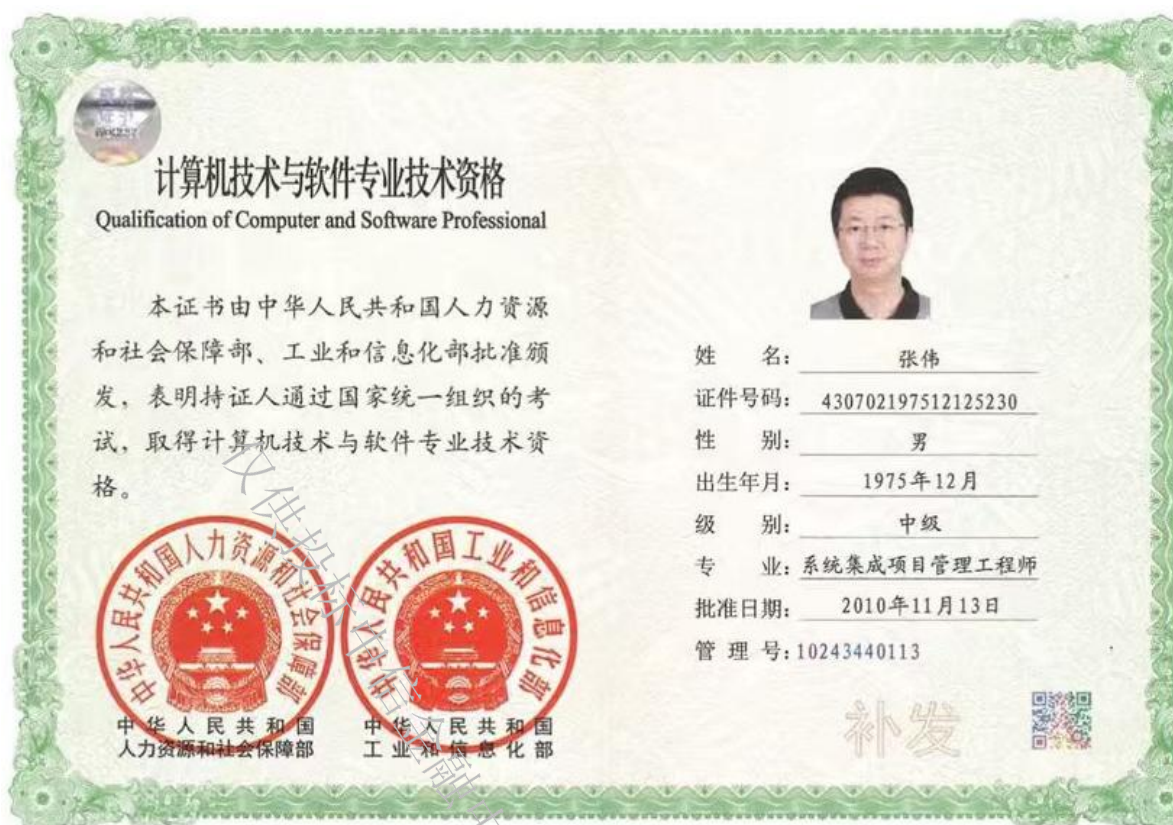 计算机技术与软件专业技术资格
Qualification of Computer and Software Professional
本证书由中华人民共和国人力资源
和社会保障部、工业和信息化部批准颁
发，表明持证人通过国家统一组织的考
试，取得计算机技术与软件专业技术资
格。
中华人民共和国人力资源和社会保障部
中华人民共和国工业和信息化部
中华人民共和国
人力资源和社会保障部
中华人民共和国
工业和信息化部
姓 名： 张伟
证件号码： 430702197512125230
性 别： 男
出生年月： 1975年12月
级 别： 中级
专 业： 系统集成项目管理工程师
批准日期： 2010年11月13日
管 理 号： 10243440113
补发
仅供投标
金融